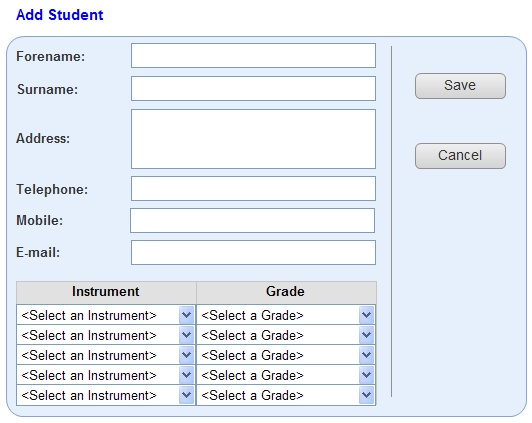 Add Student
Forename:
Surname:
Address:
Telephone:
Mobile:
E-mail:
Save
Cancel
Instrument Grade
<Select an Instrument> <Select a Grade>
<Select an Instrument> <Select a Grade>
<Select an Instrument> <Select a Grade>
<Select an Instrument> <Select a Grade>
<Select an Instrument> <Select a Grade>